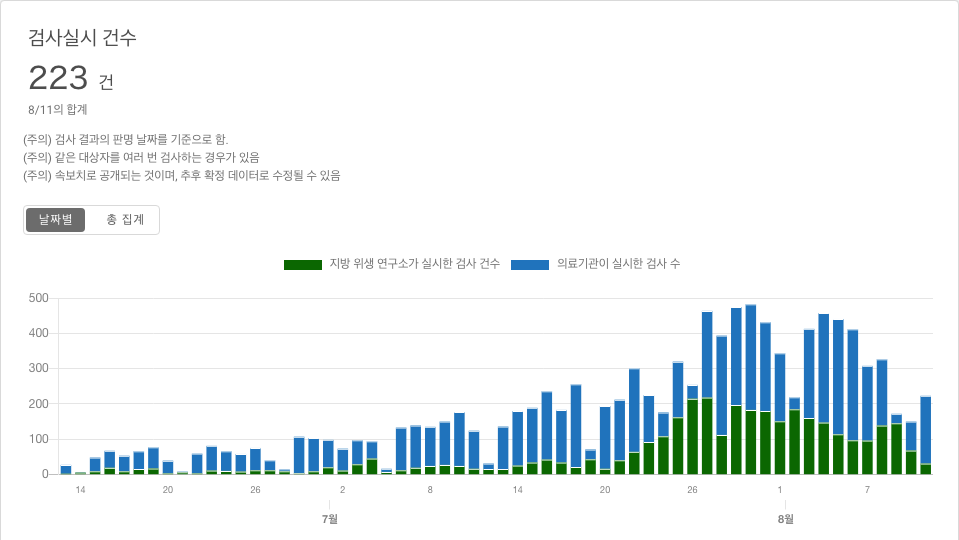 검사실시 건수
223 건
8/11의 합계
(주의) 검사 결과의 판명 날짜를 기준으로 함.
(주의) 같은 대상자를 여러 번 검사하는 경우가 있음
(주의) 속보치로 공개되는 것이며, 추후 확정 데이터로 수정될 수 있음
날짜별 총 집계
지방 위생 연구소가 실시한 검사 건수 의료기관이 실시한 검사 수
500
400
300
200
100
0
14 20 26 2 8 14 20 26 1 7
7월 8월